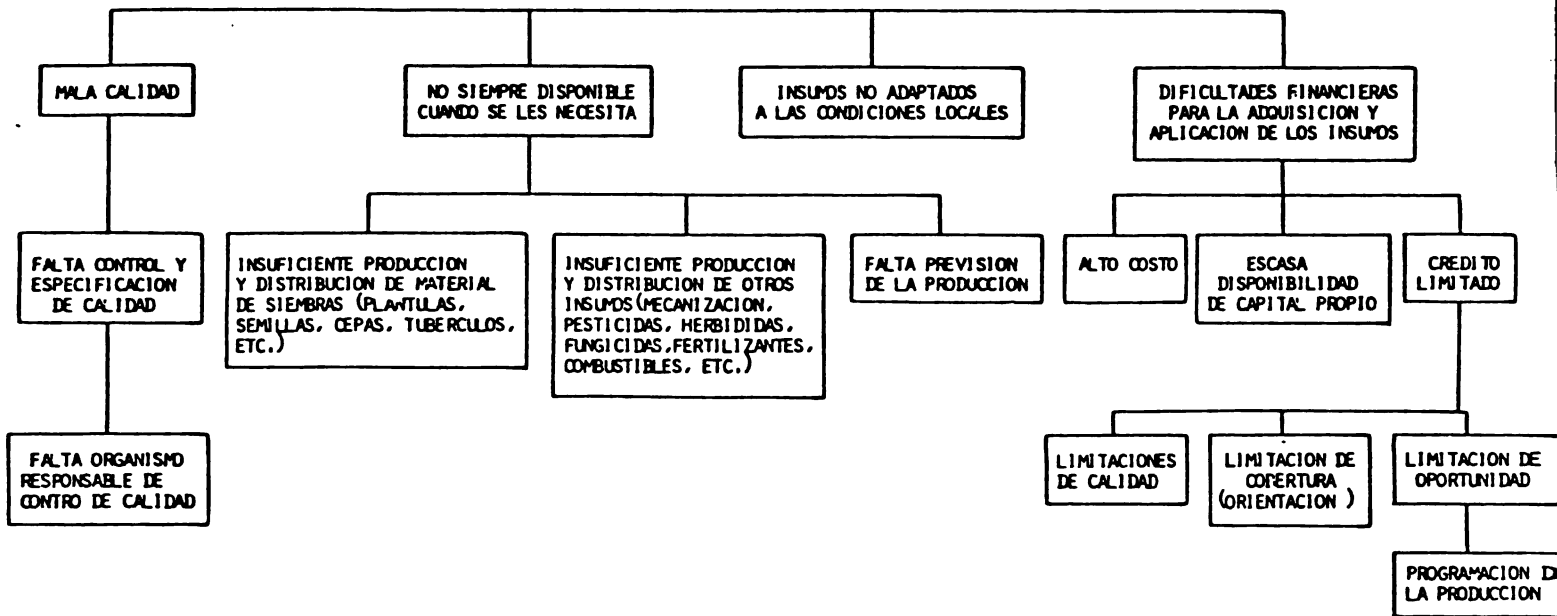 MALA CALIDAD
NO SIEMPRE DISPONIBLE
CUANDO SE LES NECESITA
INSUMOS NO ADAPTADOS
A LAS CONDICIONES LOCALES
DIFICULTADES FINANCIERAS
PARA LA ADQUISICION Y
APLICACION DE LOS INSUMOS
FALTA CONTROL Y
ESPECIFICACION
DE CALIDAD
INSUFICIENTE PRODUCCION
Y DISTRIBUCION DE MATERIAL
DE SIEMBRAS (PLANTULAS,
SEMILLAS, CEPAS, TUBERCULOS,
ETC.)
INSUFICIENTE PRODUCCION
Y DISTRIBUCION DE OTROS
INSUMOS(MECANIZACION,
PESTICIDAS, HERBIDIDAS,
FUNGICIDAS,FERTILIZANTES,
COMBUSTIBLES, ETC.)
FALTA PREVISION
DE LA PRODUCCION
ALTO COSTO
ESCASA
DISPONIBILIDAD
DE CAPITAL PROPIO
CREDITO
LIMITADO
FALTA ORGANISMO
RESPONSABLE DE
CONTRO DE CALIDAD
LIMITACIONES
DE CALIDAD
LIMITACION DE
COBERTURA
(ORIENTACION )
LIMITACION DE
OPORTUNIDAD
PROGRAMACION DE
LA PRODUCCION